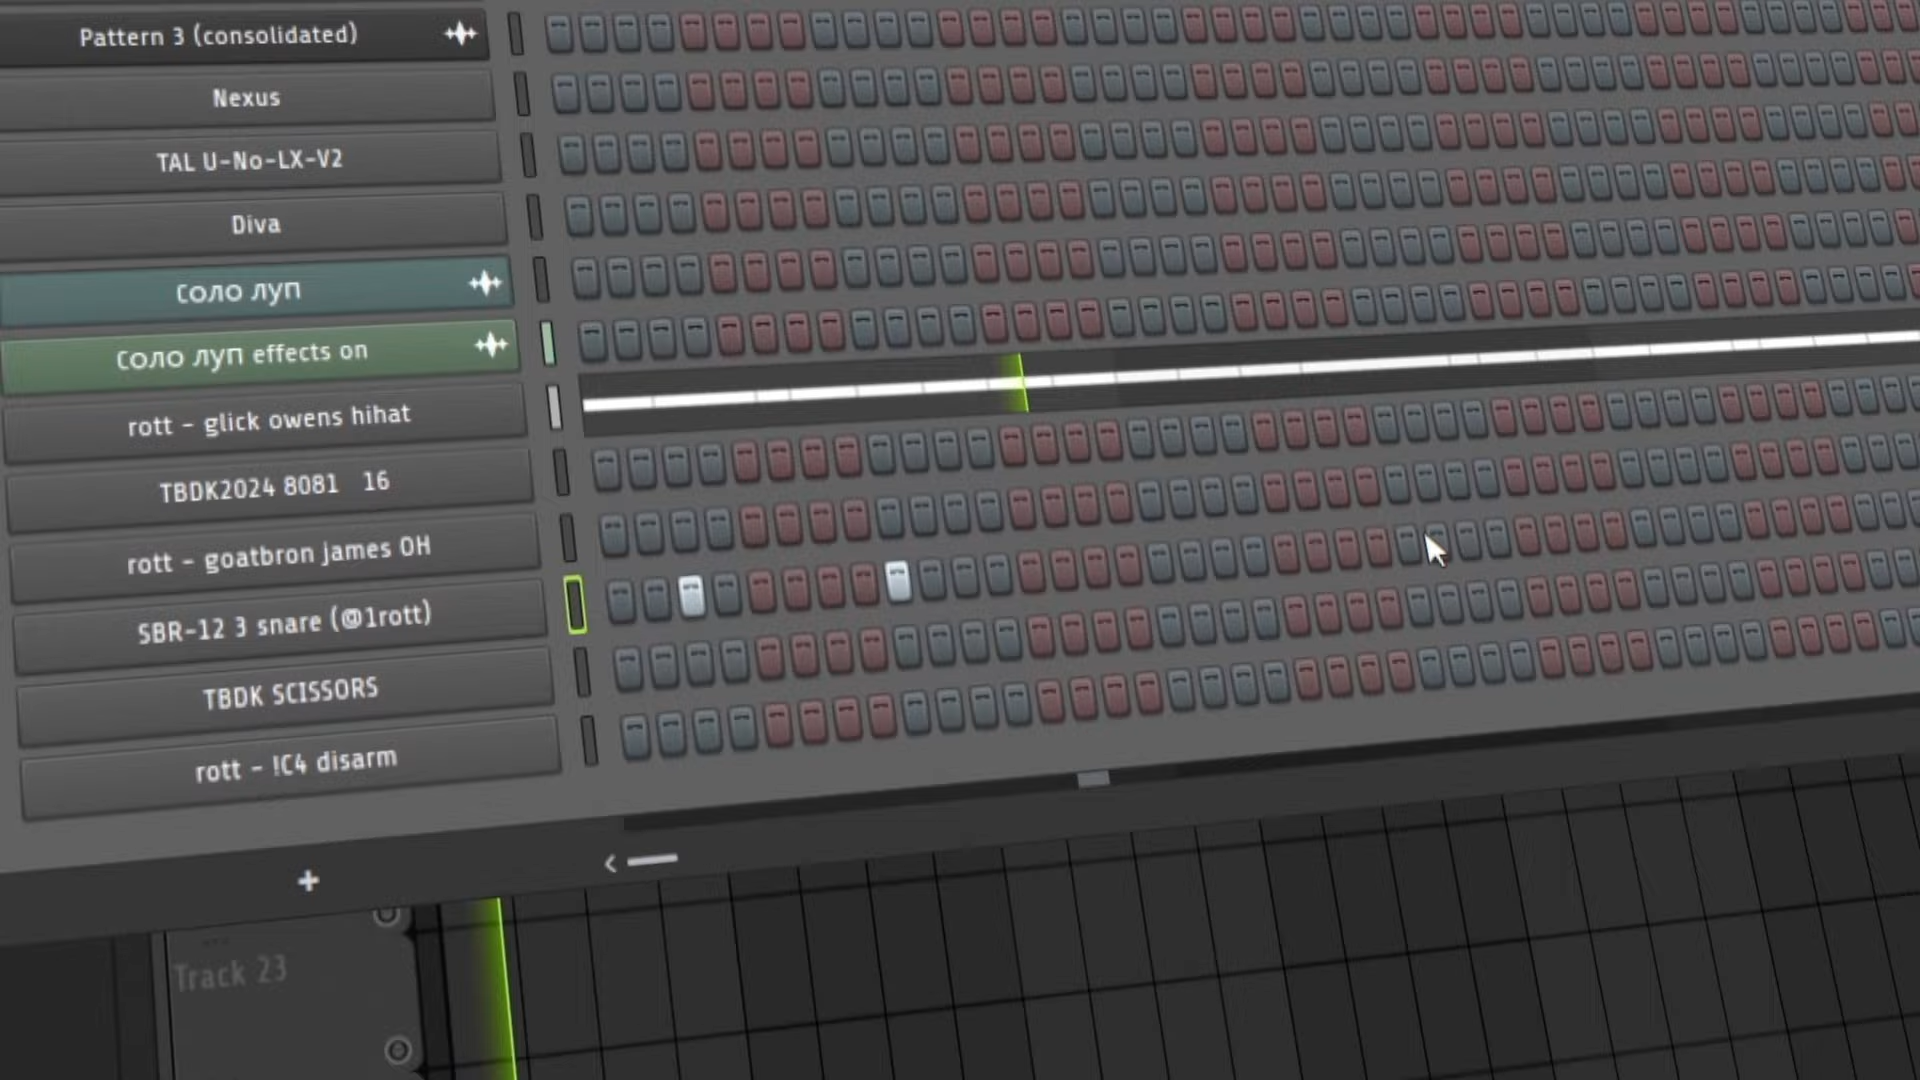 Pattern 3 (consolidated)
Nexus
TAL U-No-LX-V2
Diva
Соло луп
Соло луп effects on
rott - glick owens hihat
TBDK2024 8081 16
rott - goatbron james OH
SBR-12 3 snare (@1rott)
TBDK SCISSORS
rott - !C4 disarm
+
Track 23